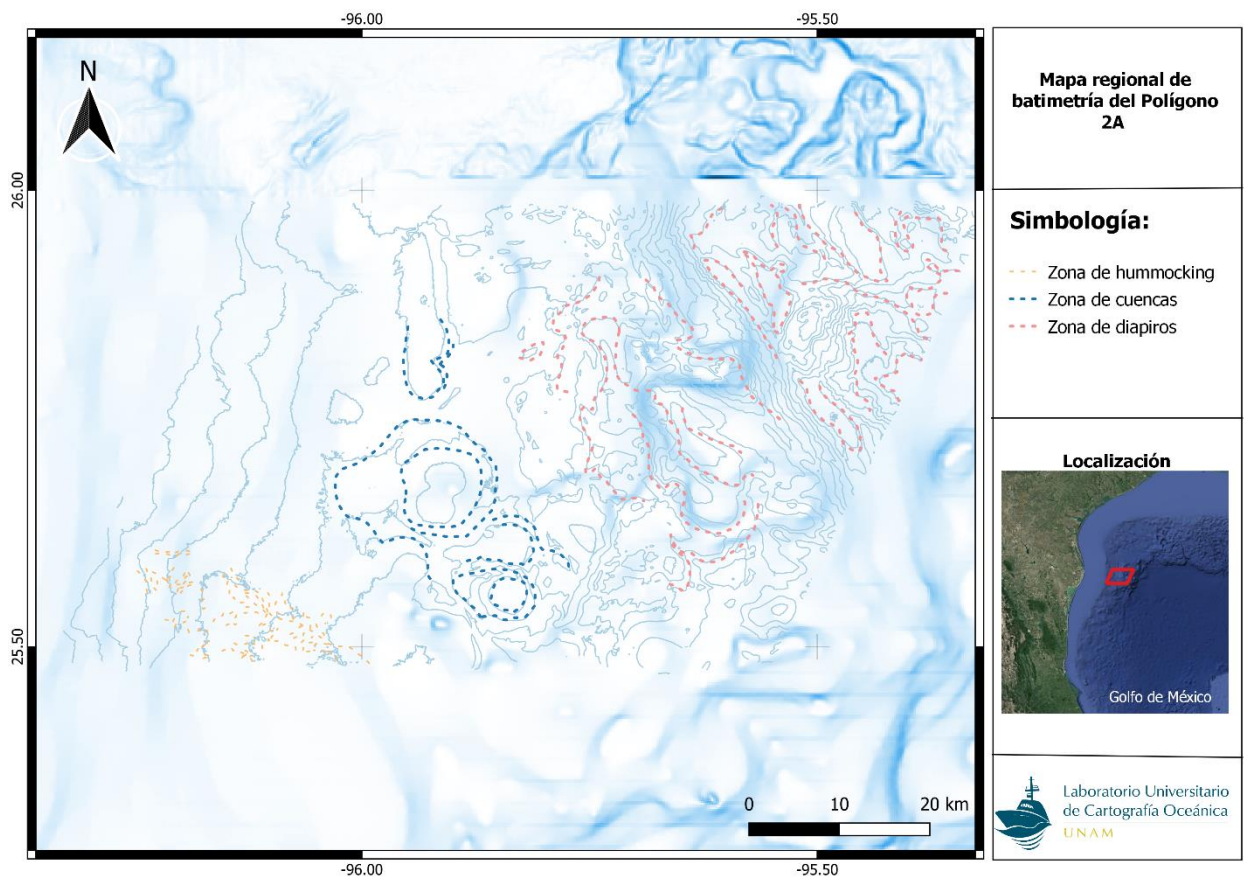 -96.00
-95.50
N
26.00
25.50
0 10 20 km
-96.00
-95.50
Mapa regional de
batimetría del Polígono
2A
Simbología:
Zona de hummocking
Zona de cuencas
Zona de diapiros
Localización
Golfo de México
Laboratorio Universitario
de Cartografía Oceánica
UNAM